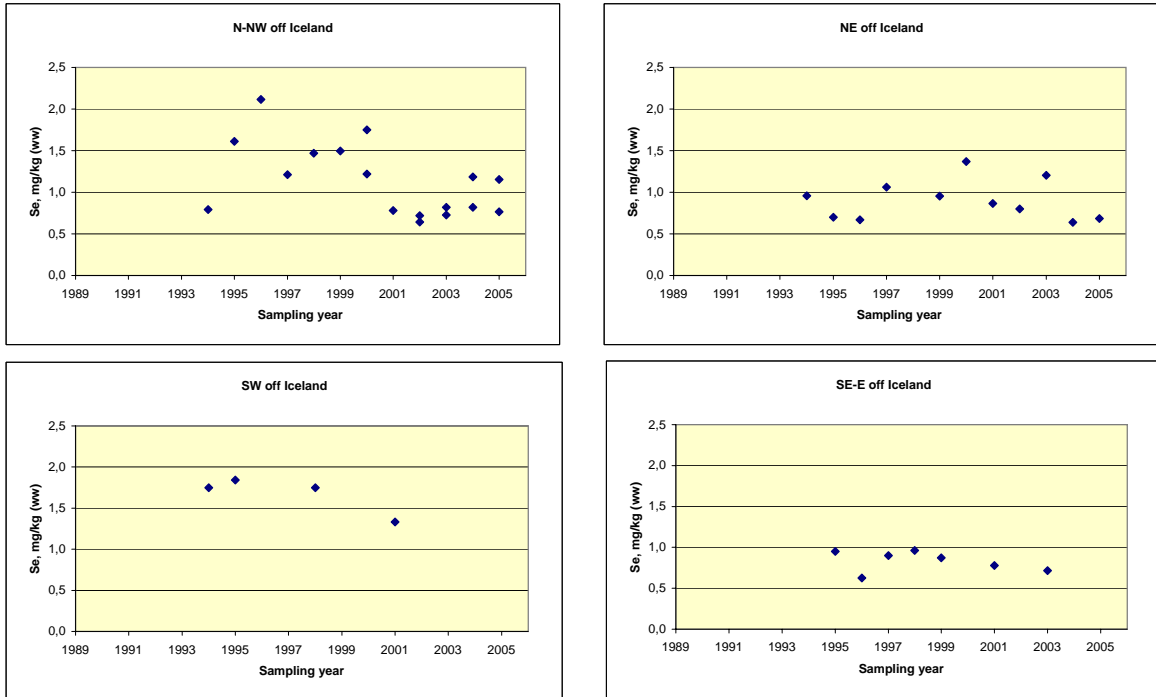 N-NW off Iceland
2,5
2,0
1,5
1,0
0,5
0,0
Se, mg/kg (ww)
1989 1991 1993 1995 1997 1999 2001 2003 2005
Sampling year
NE off Iceland
2,5
2,0
1,5
1,0
0,5
0,0
Se, mg/kg (ww)
1989 1991 1993 1995 1997 1999 2001 2003 2005
Sampling year
SW off Iceland
2,5
2,0
1,5
1,0
0,5
0,0
Se, mg/kg (ww)
1989 1991 1993 1995 1997 1999 2001 2003 2005
Sampling year
SE-E off Iceland
2,5
2,0
1,5
1,0
0,5
0,0
Se, mg/kg (ww)
1989 1991 1993 1995 1997 1999 2001 2003 2005
Sampling year